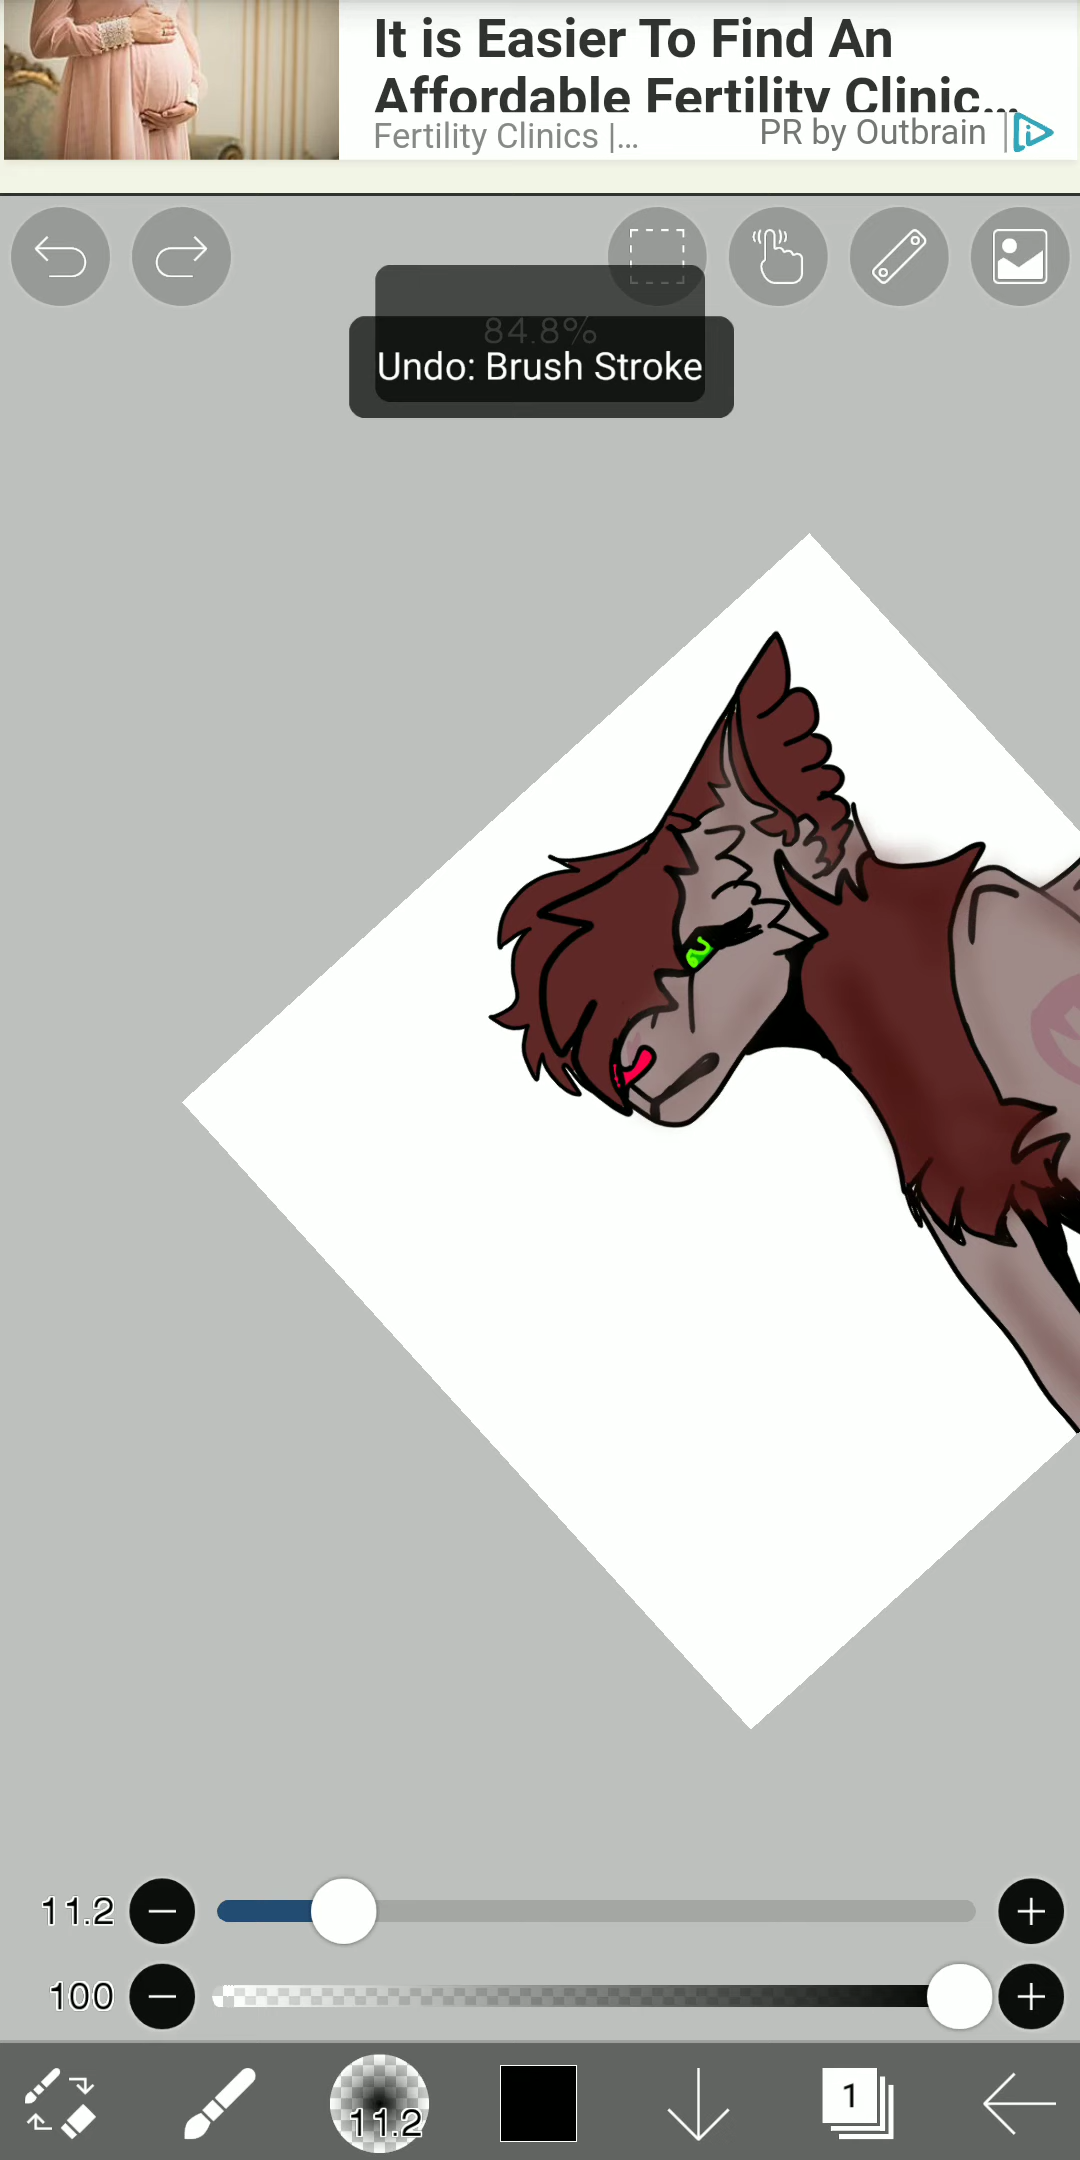 It is Easier To Find An
Affordable Fertility Clinic...
Fertility Clinics |...
PR by Outbrain
84.8%
Undo: Brush Stroke
11.2
100
11.2
1